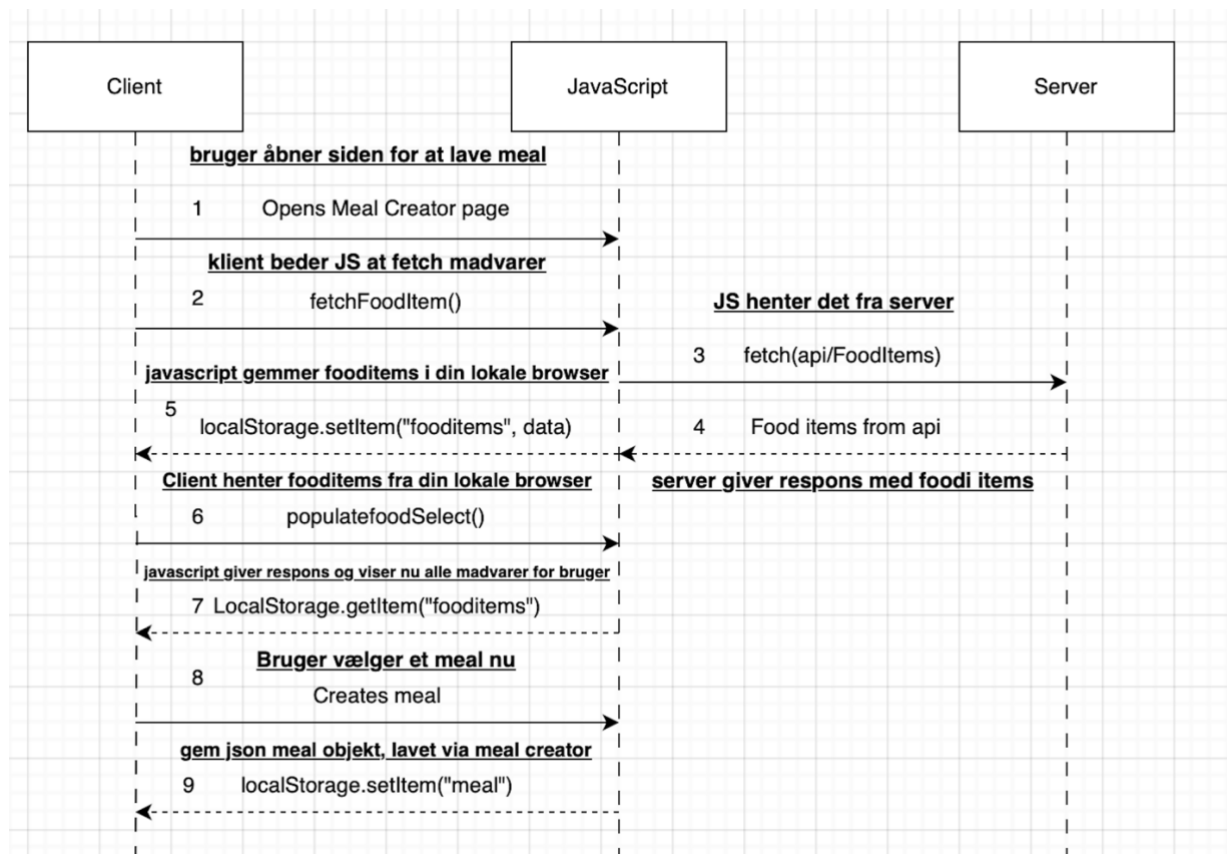 Client
JavaScript
Server
bruger åbner siden for at lave meal
1 Opens Meal Creator page
klient beder JS at fetch madvarer
2 fetchFoodItem()
JS henter det fra server
3 fetch(api/FoodItems)
javascript gemmer fooditems i din lokale browser
5 localStorage.setItem("fooditems", data)
4 Food items from api
Client henter fooditems fra din lokale browser
server giver respons med foodi items
6 populatefoodSelect()
javascript giver respons og viser nu alle madvarer for bruger
7 LocalStorage.getItem("fooditems")
Bruger vælger et meal nu
8 Creates meal
gem json meal objekt, lavet via meal creator
9 localStorage.setItem("meal")